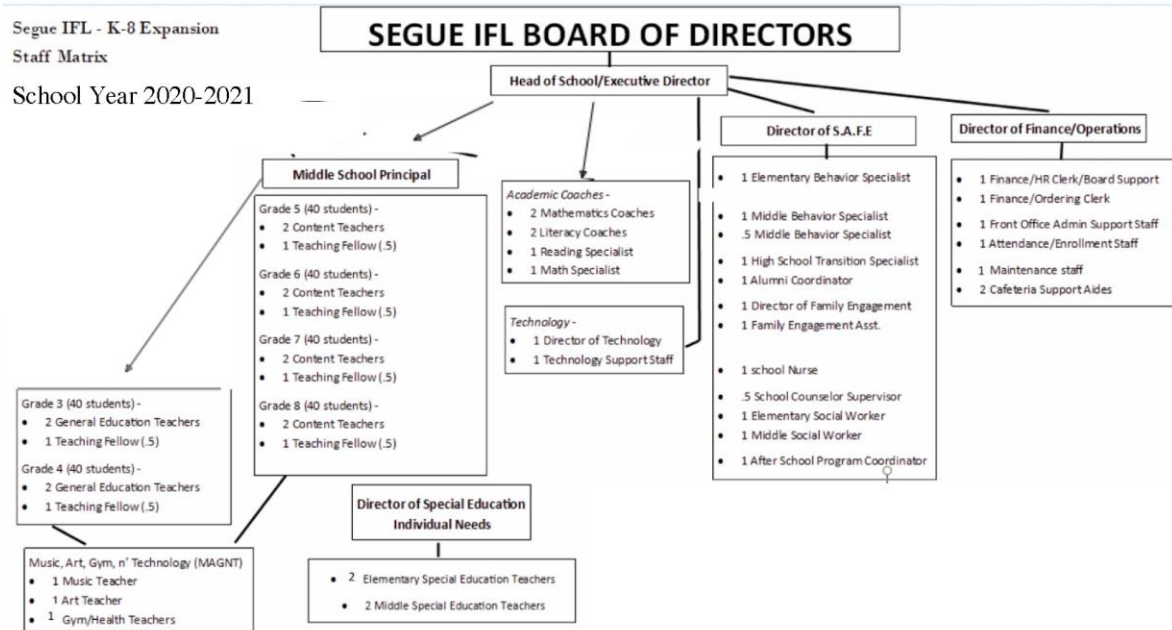 Segue IFL - K-8 Expansion
Staff Matrix
School Year 2020-2021
SEGUE IFL BOARD OF DIRECTORS
Head of School/Executive Director
Middle School Principal
Grade 5 (40 students) -
• 2 Content Teachers
• 1 Teaching Fellow (.5)
Grade 6 (40 students) -
• 2 Content Teachers
• 1 Teaching Fellow (.5)
Grade 7 (40 students) -
• 2 Content Teachers
• 1 Teaching Fellow (.5)
Grade 8 (40 students) -
• 2 Content Teachers
• 1 Teaching Fellow (.5)
Grade 3 (40 students) -
• 2 General Education Teachers
• 1 Teaching Fellow (.5)
Grade 4 (40 students) -
• 2 General Education Teachers
• 1 Teaching Fellow (.5)
Music, Art, Gym, n' Technology (MAGNT)
• 1 Music Teacher
• 1 Art Teacher
• 1 Gym/Health Teachers
Director of Special Education
Individual Needs
• 2 Elementary Special Education Teachers
• 2 Middle Special Education Teachers
Academic Coaches -
• 2 Mathematics Coaches
• 2 Literacy Coaches
• 1 Reading Specialist
• 1 Math Specialist
Technology -
• 1 Director of Technology
• 1 Technology Support Staff
Director of S.A.F.E
• 1 Elementary Behavior Specialist
• 1 Middle Behavior Specialist
• .5 Middle Behavior Specialist
• 1 High School Transition Specialist
• 1 Alumni Coordinator
• 1 Director of Family Engagement
• 1 Family Engagement Asst.
• 1 school Nurse
• .5 School Counselor Supervisor
• 1 Elementary Social Worker
• 1 Middle Social Worker
• 1 After School Program Coordinator
Director of Finance/Operations
• 1 Finance/HR Clerk/Board Support
• 1 Finance/Ordering Clerk
• 1 Front Office Admin Support Staff
• 1 Attendance/Enrollment Staff
• 1 Maintenance staff
• 2 Cafeteria Support Aides